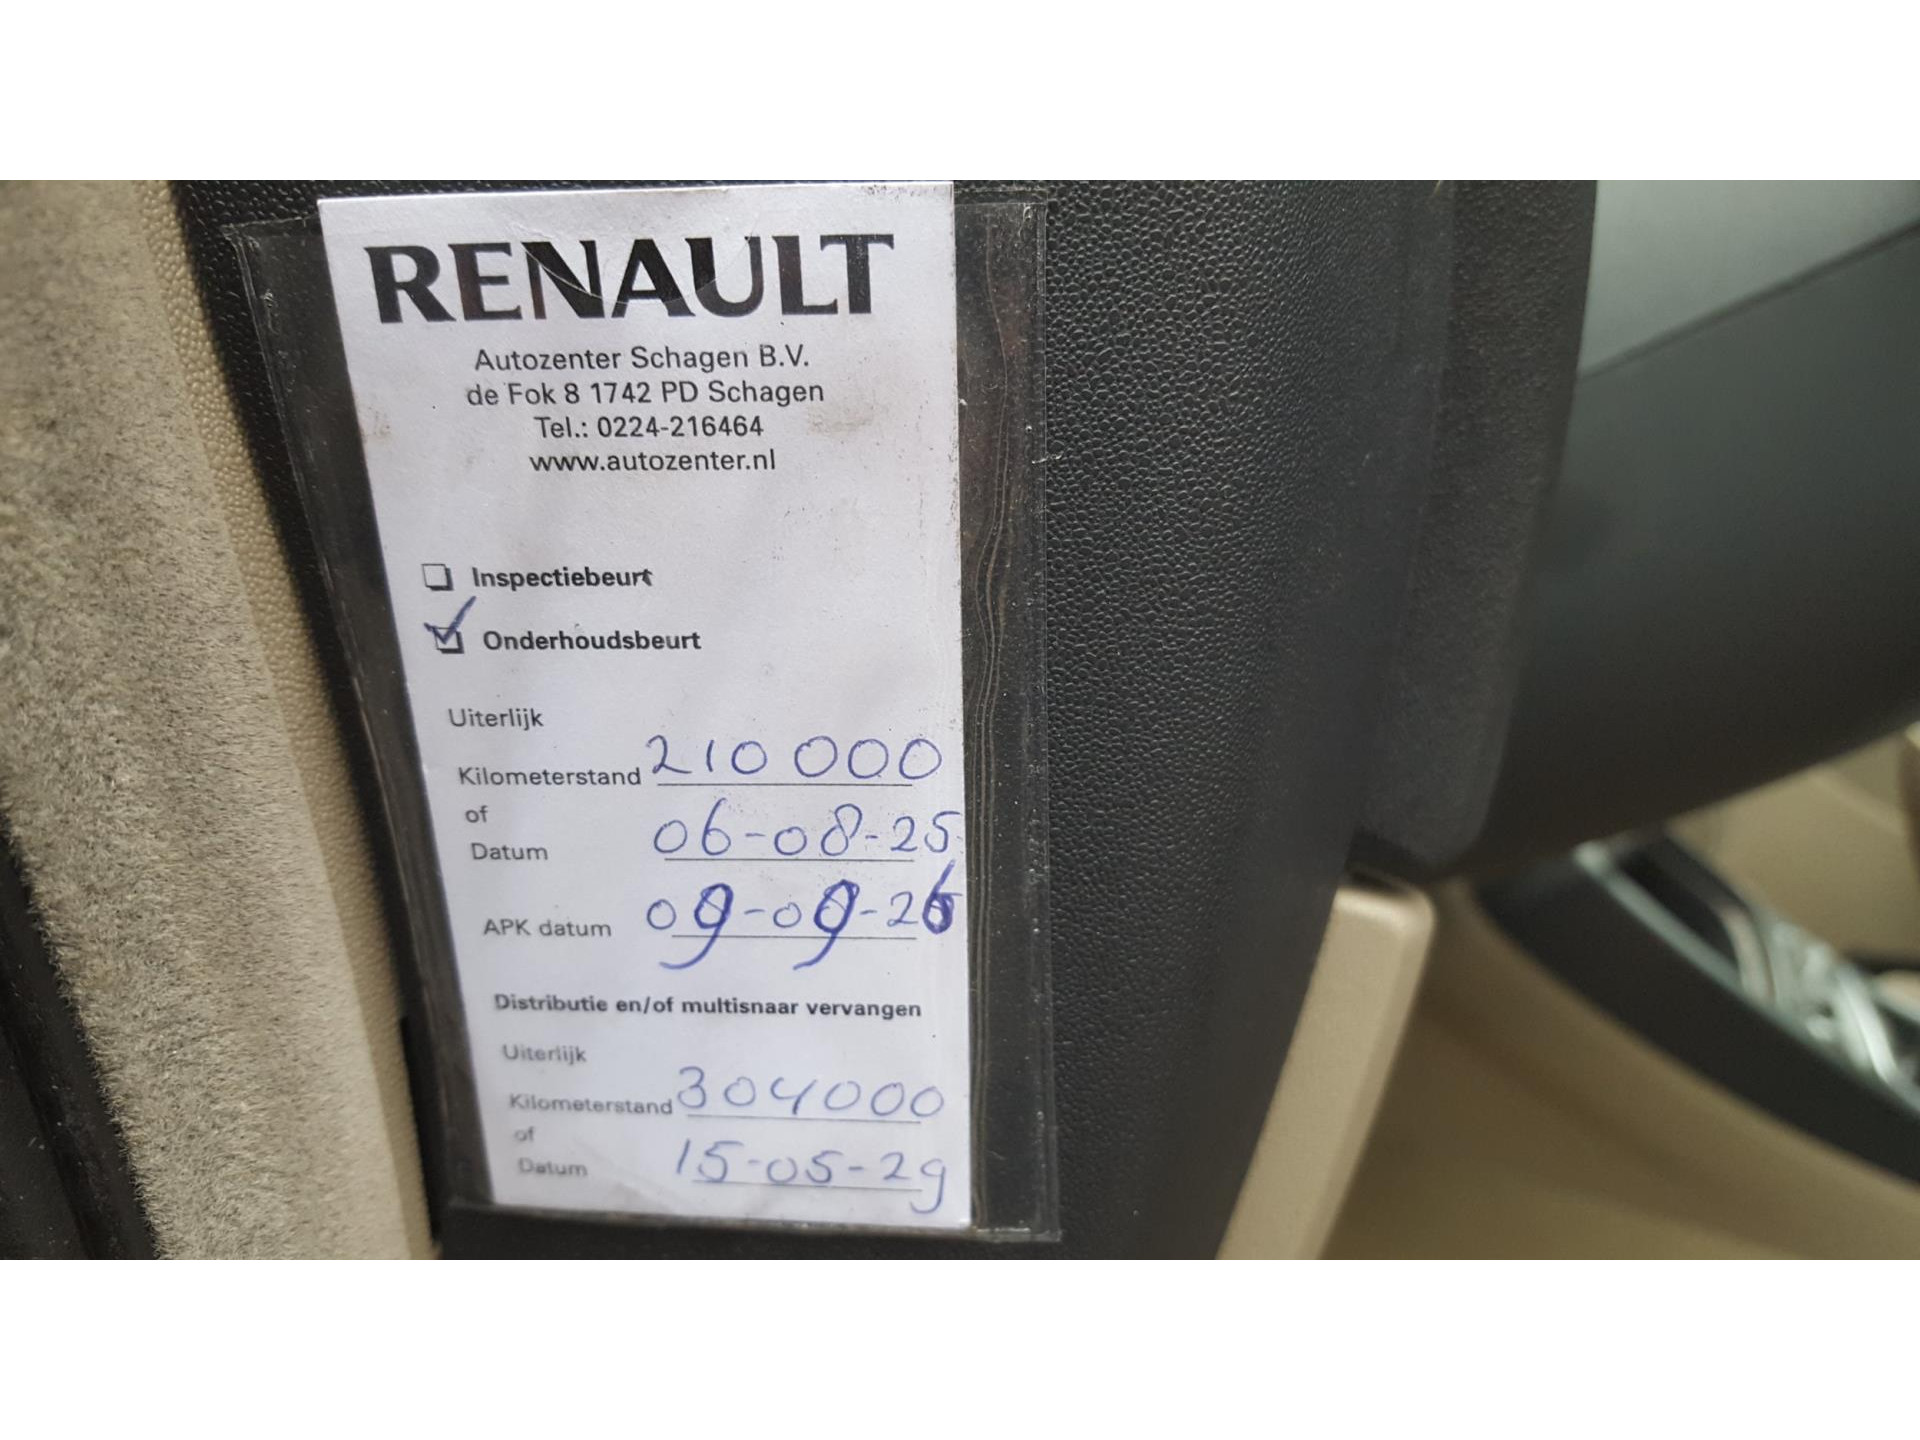 RENAULT
Autozenter Schagen B.V.
de Fok 8 1742 PD Schagen
Tel.: 0224-216464
www.autozenter.nl
Inspectiebeurt
Onderhoudsbeurt
Uiterlijk
Kilometerstand 210 000
of
Datum 06-08-25
APK datum 09-09-26
Distributie en/of multisnaar vervangen
Uiterlijk
Kilometerstand 304000
of
Datum 15-05-29